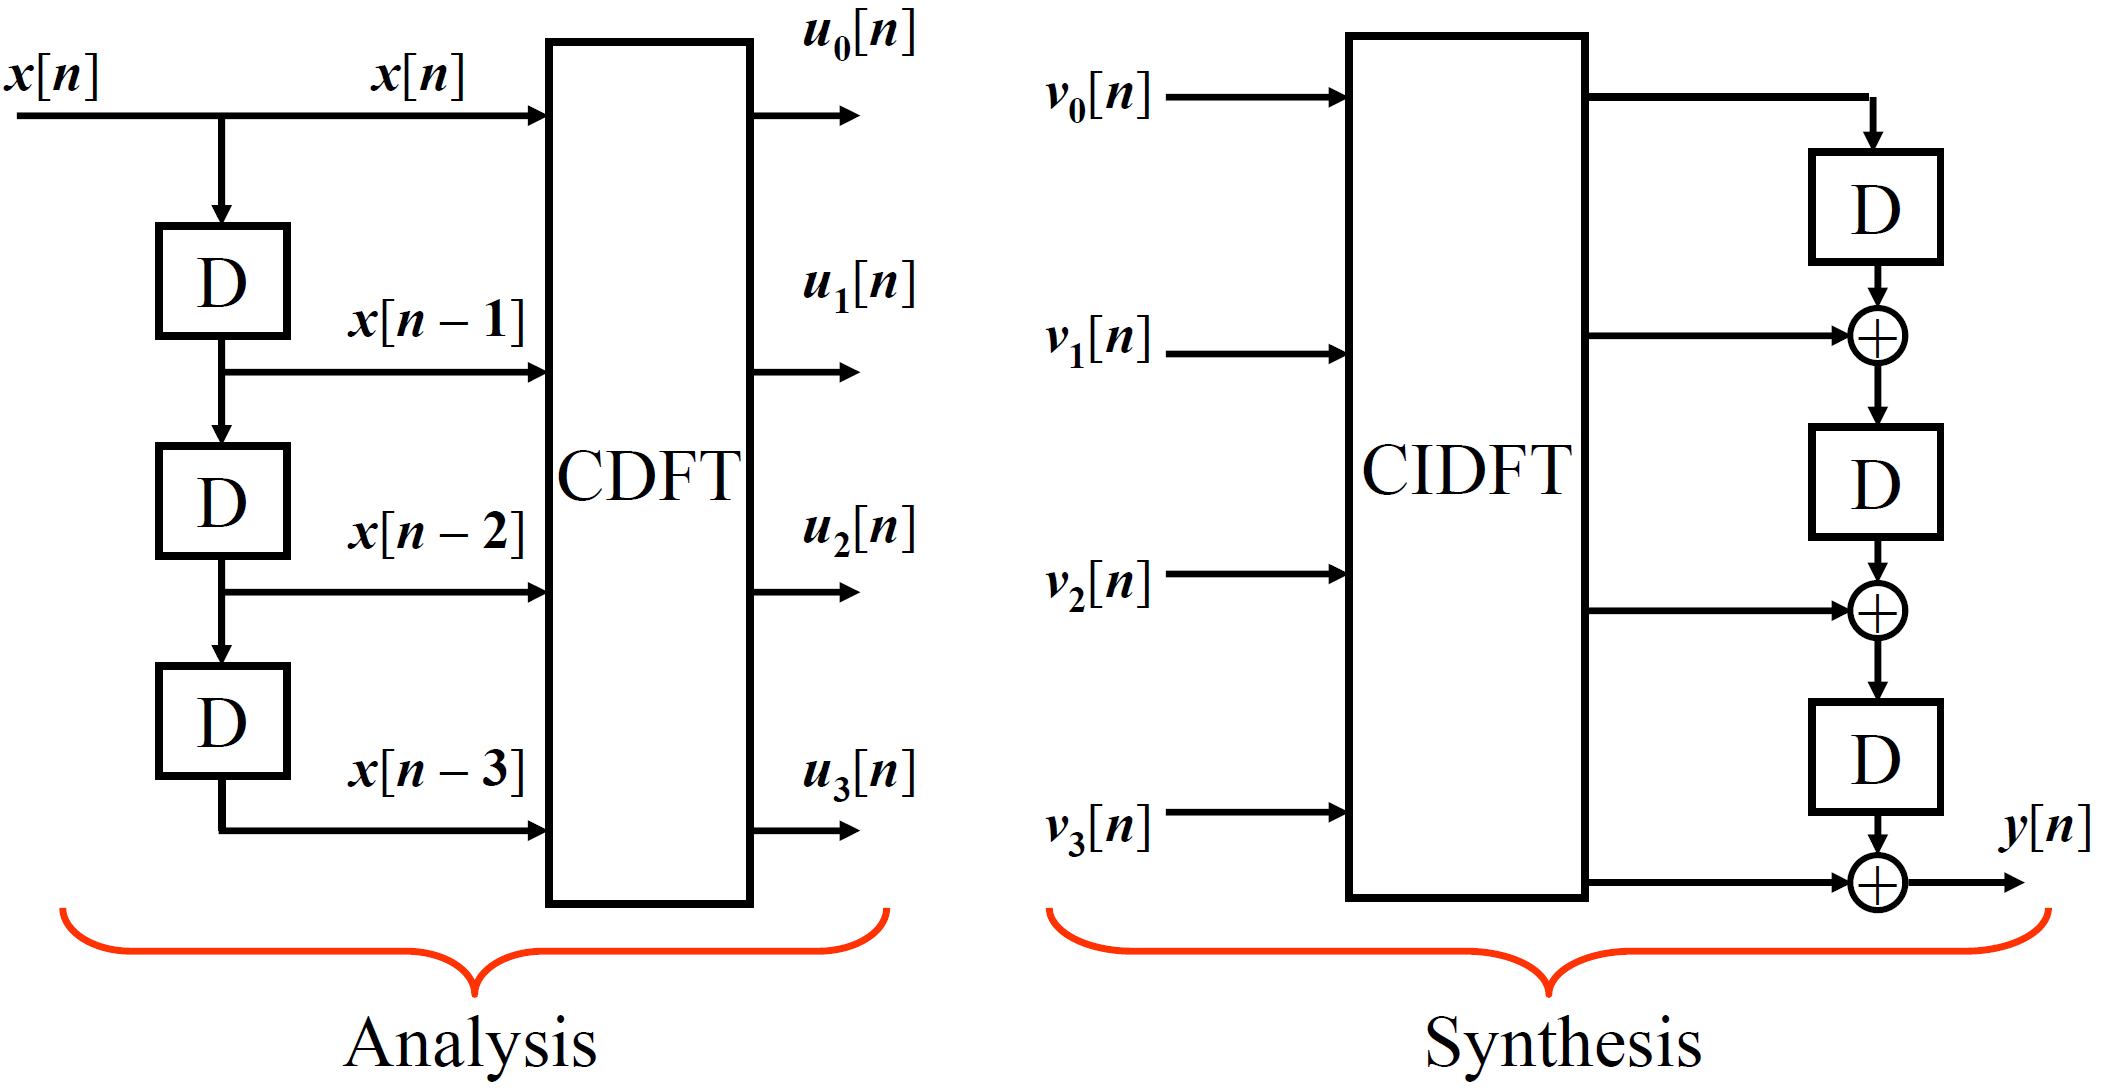 x[n]
x[n]
D
x[n – 1]
D
x[n – 2]
D
x[n – 3]
CDFT
u₀[n]
u₁[n]
u₂[n]
u₃[n]
Analysis
v₀[n]
v₁[n]
v₂[n]
v₃[n]
CIDFT
D
+
D
+
D
+
y[n]
Synthesis